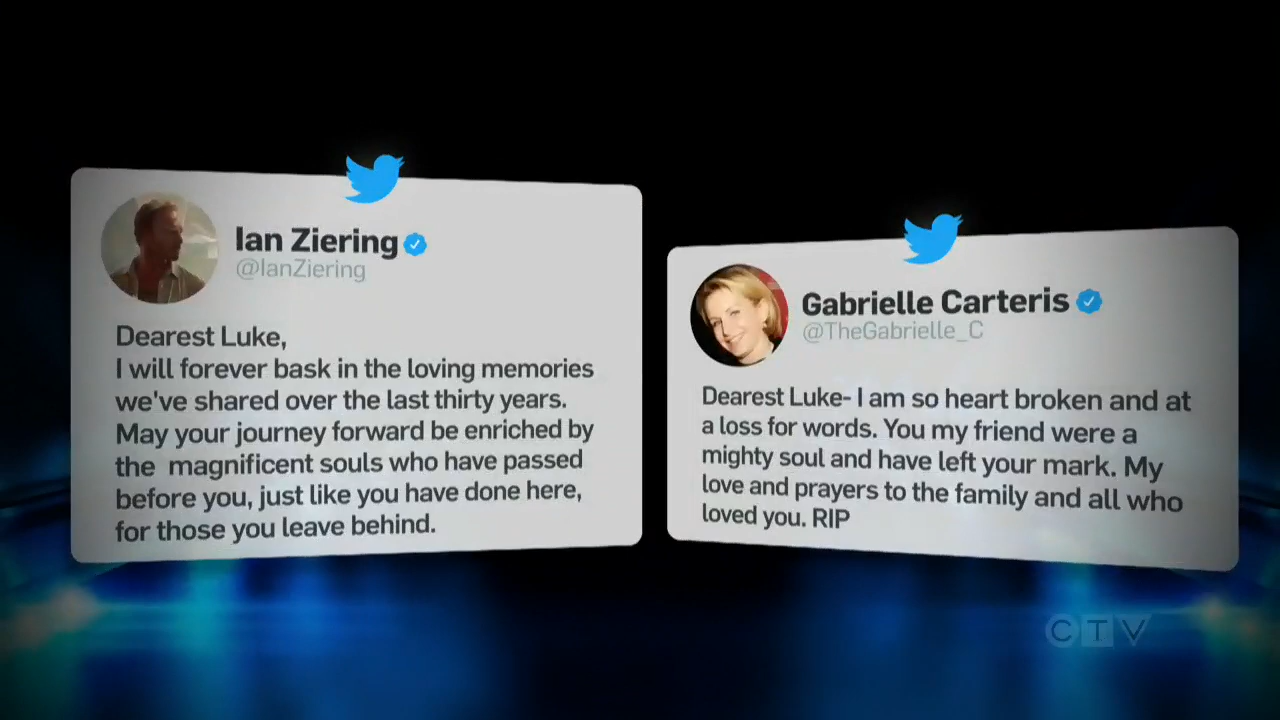 Ian Ziering
@IanZiering
Dearest Luke,
I will forever bask in the loving memories
we've shared over the last thirty years.
May your journey forward be enriched by
the  magnificent souls who have passed
before you, just like you have done here,
for those you leave behind.
Gabrielle Carteris
@TheGabrielle_C
Dearest Luke- I am so heart broken and at
a loss for words. You my friend were a
mighty soul and have left your mark. My
love and prayers to the family and all who
loved you. RIP
CTV